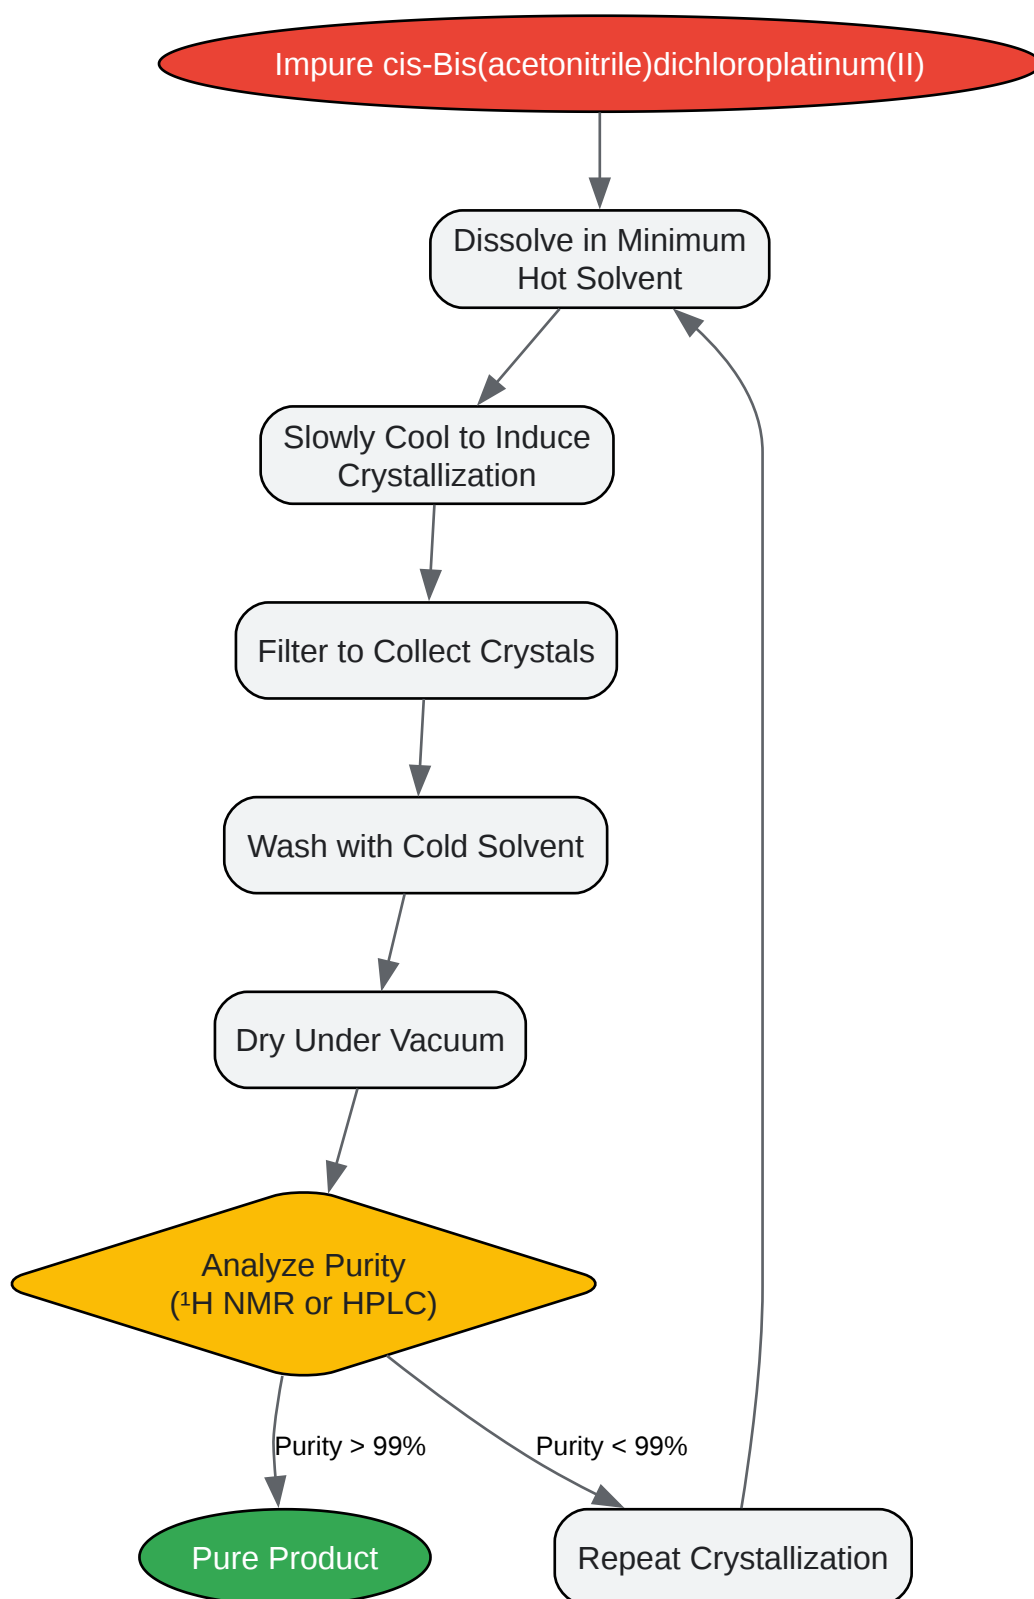 Impure cis-Bis(acetonitrile)dichloroplatinum(II)
Dissolve in Minimum
Hot Solvent
Slowly Cool to Induce
Crystallization
Filter to Collect Crystals
Wash with Cold Solvent
Dry Under Vacuum
Analyze Purity
(¹H NMR or HPLC)
Purity > 99%
Purity < 99%
Pure Product
Repeat Crystallization